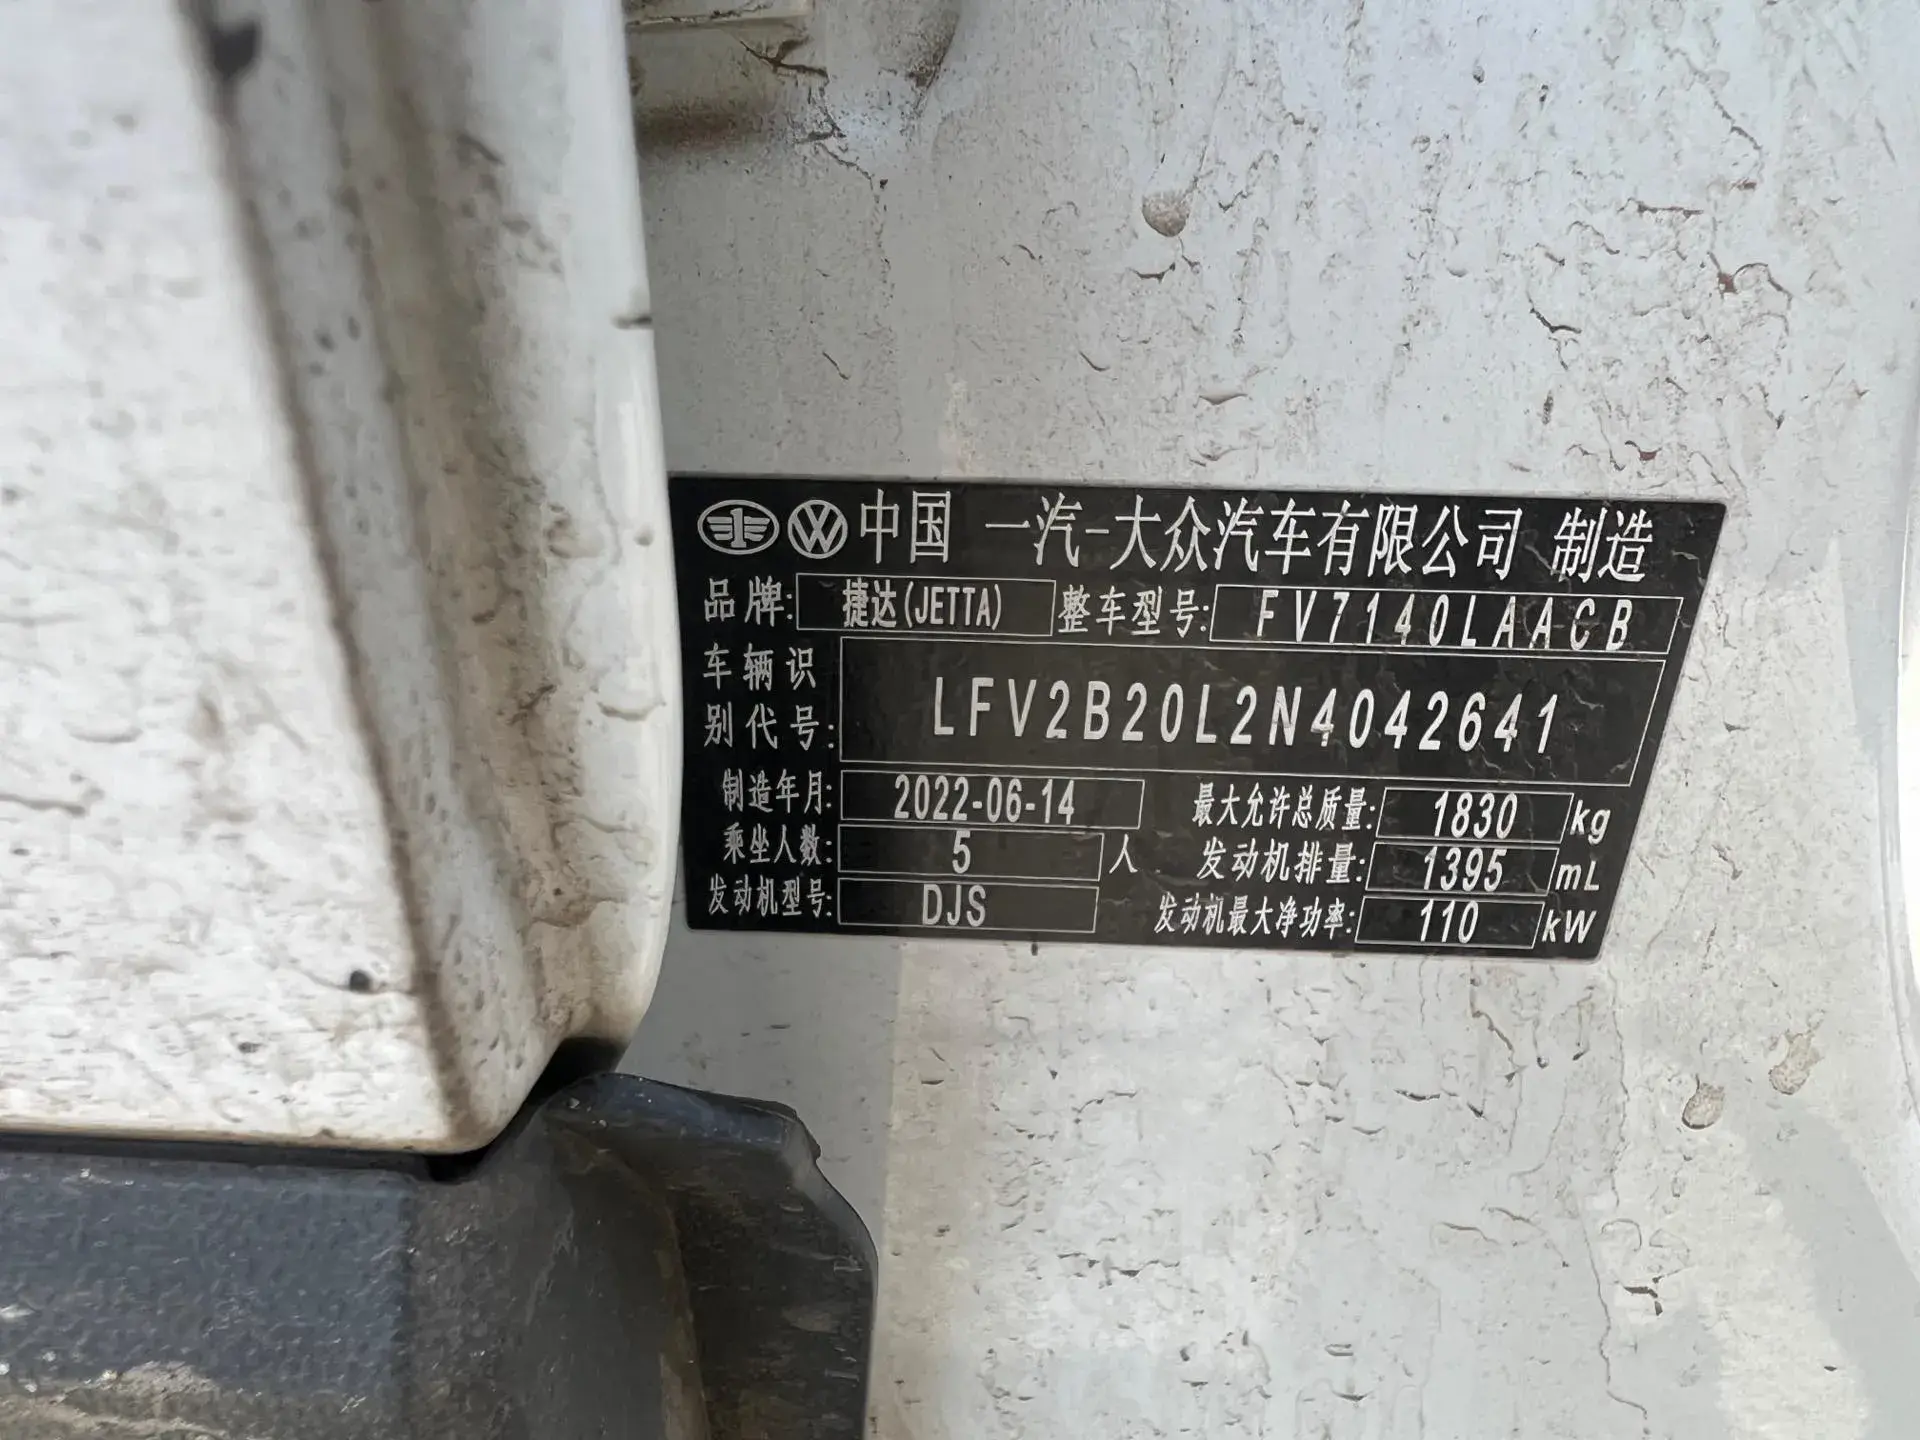 中国 一汽-大众汽车有限公司 制造
品牌: 捷达(JETTA) 整车型号: FV7140LAACB
车辆识别代号: LFV2B20L2N4042641
制造年月: 2022-06-14 最大允许总质量: 1830 kg
乘坐人数: 5 人 发动机排量: 1395 mL
发动机型号: DJS 发动机最大净功率: 110 kW